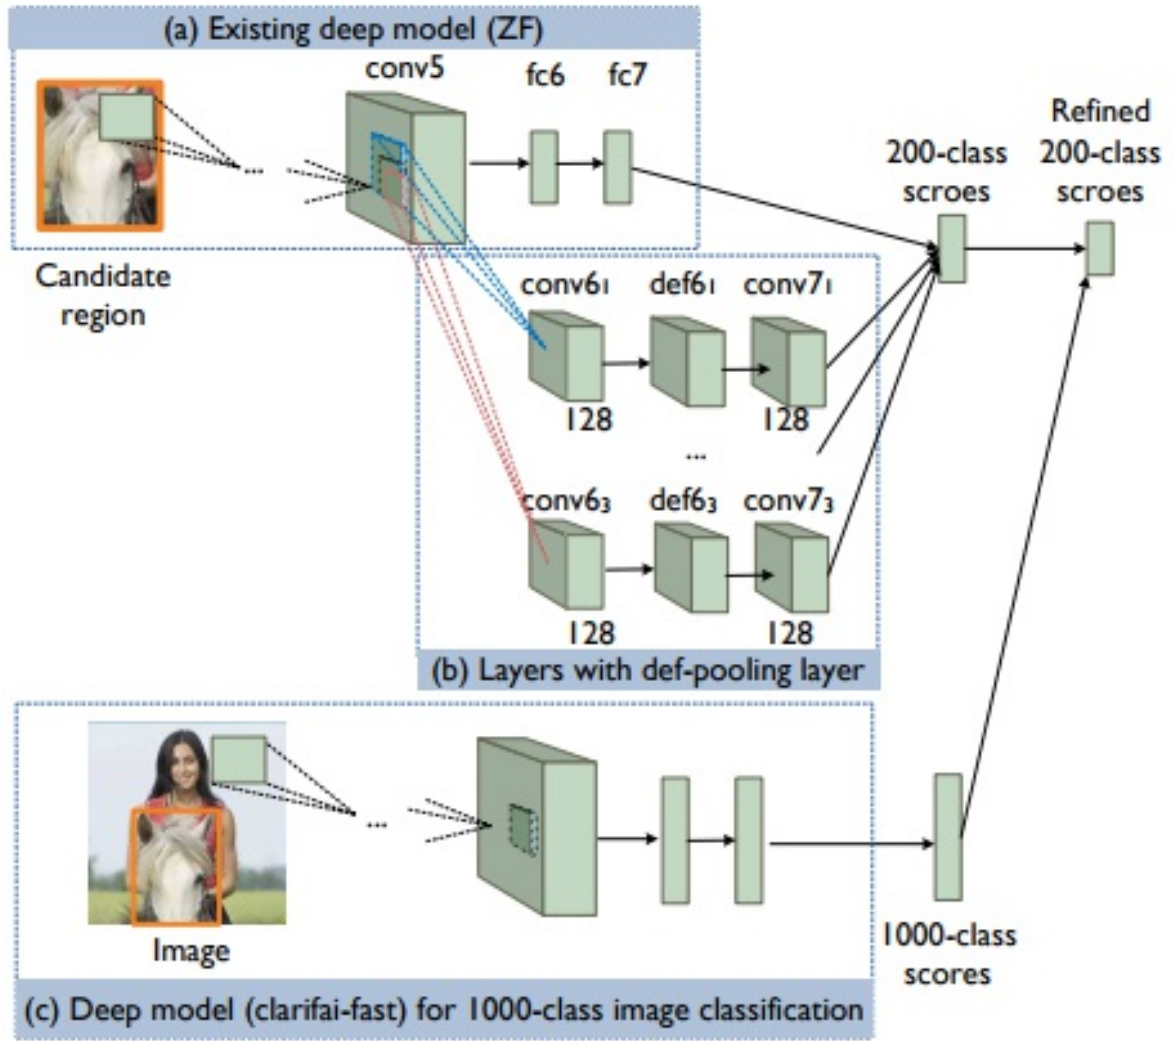 (a) Existing deep model (ZF)
conv5
fc6
fc7
Candidate
region
...
200-class
scroes
Refined
200-class
scroes
conv6₁
def6₁
conv7₁
128
128
...
conv6₃
def6₃
conv7₃
128
128
(b) Layers with def-pooling layer
...
Image
1000-class
scores
(c) Deep model (clarifai-fast) for 1000-class image classification